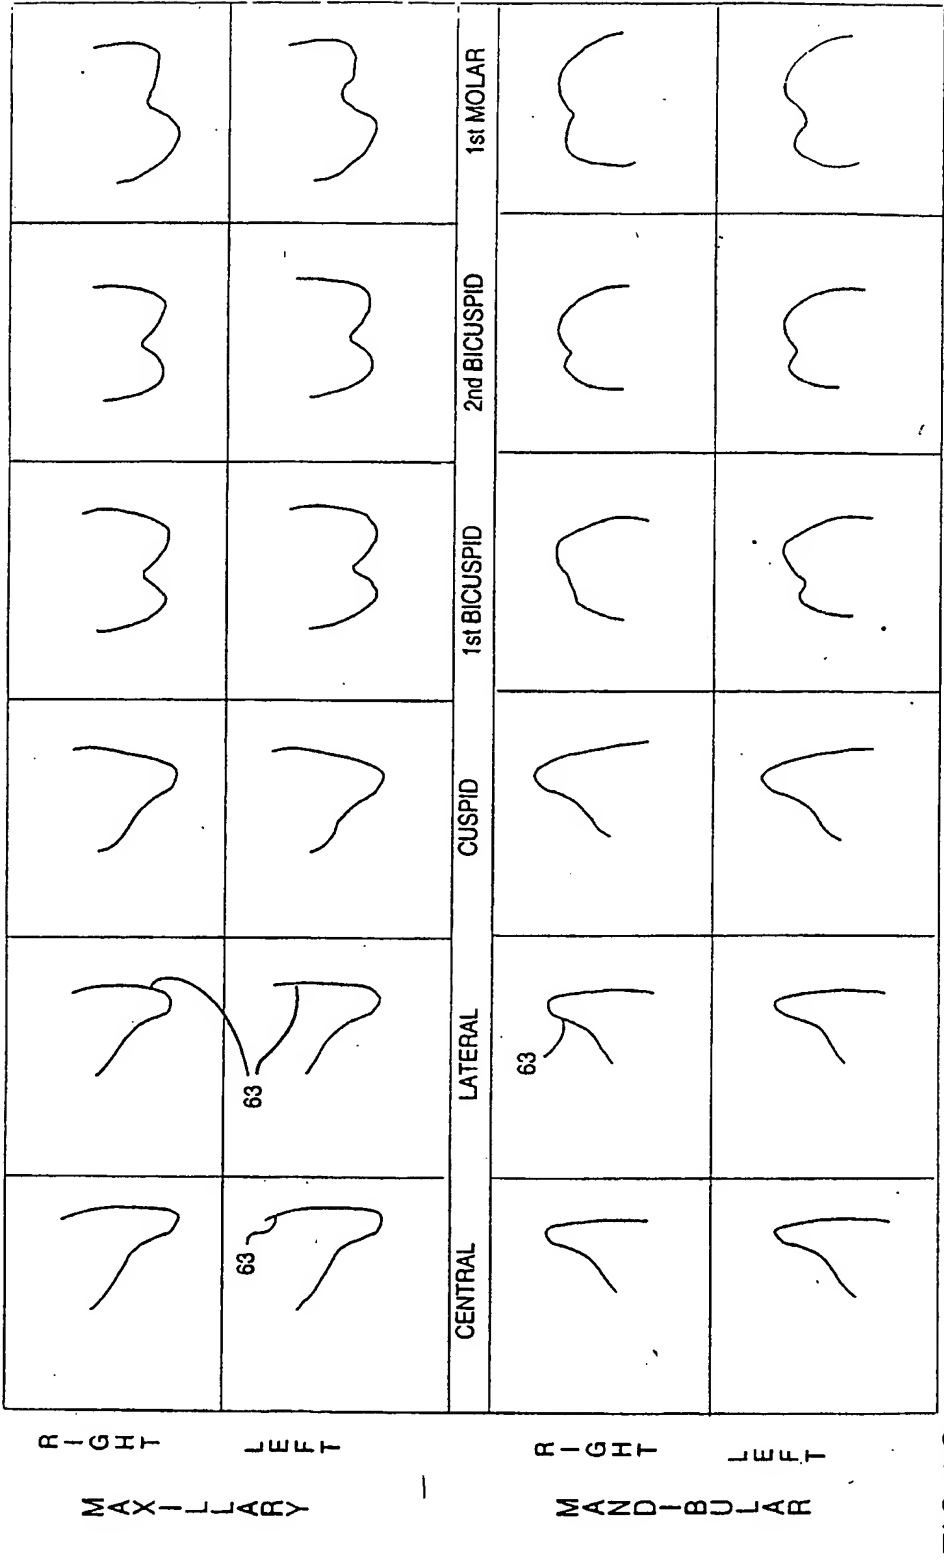 MAXILLARY
RIGHT
LEFT
63
63
CENTRAL
LATERAL
CUSPID
1st BICUSPID
2nd BICUSPID
1st MOLAR
MANDIBULAR
RIGHT
63
LEFT